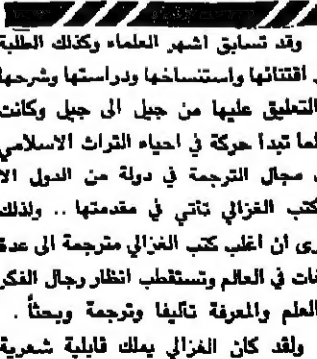 وقد تسابق اشهر العلماء وكذلك الطلبة
اقتنائها واستنساخها ودراستها وشرحها
التعليق عليها من جيل الى جيل وكانت
لما تبدأ حركة في احياء التراث الاسلامي
مجال الترجمة في دولة من الدول الا
كتب الغزالي تأتي في مقدمتها .. ولذلك
رى أن اغلب كتب الغزالي مترجمة الى عدة
غات في العالم وتستقطب انظار رجال الفكر
العلم والمعرفة تأليفا وترجمة وبحثاً .
ولقد كان الغزالي يملك قابلية شعرية